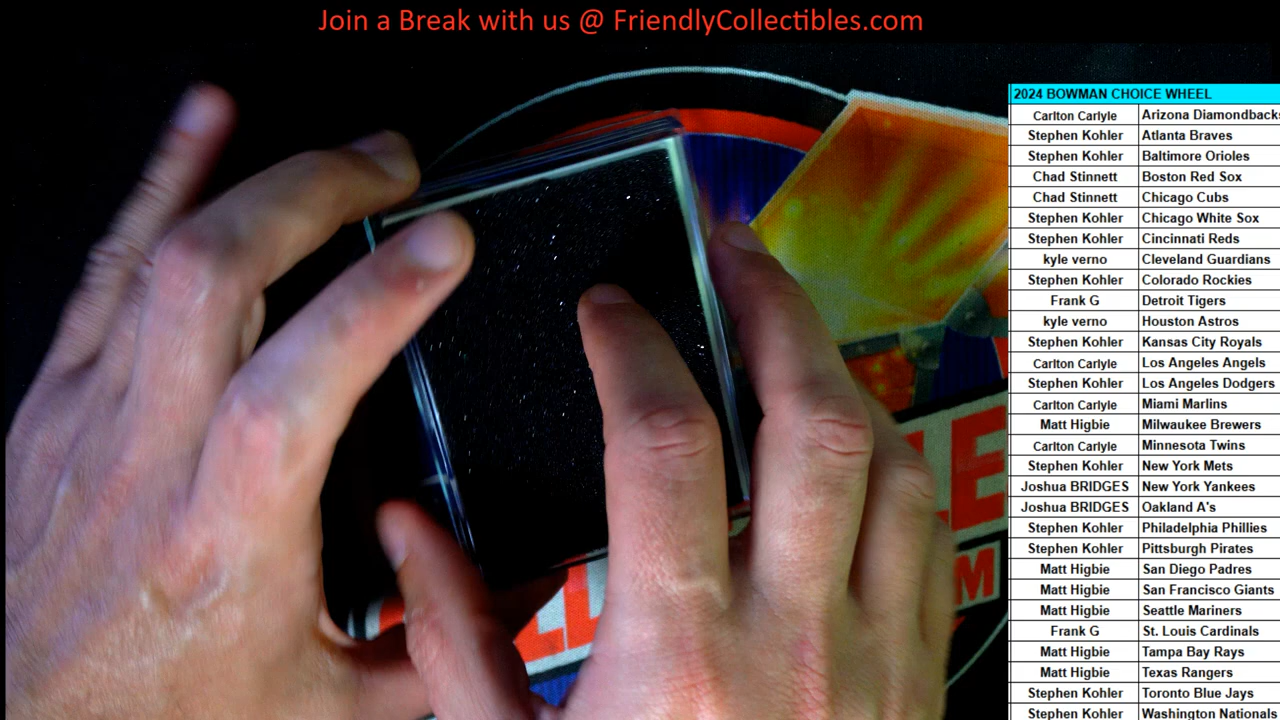 Join a Break with us @ FriendlyCollectibles.com
2024 BOWMAN CHOICE WHEEL
Carlton Carlyle Arizona Diamondbacks
Stephen Kohler Atlanta Braves
Stephen Kohler Baltimore Orioles
Chad Stinnett Boston Red Sox
Chad Stinnett Chicago Cubs
Stephen Kohler Chicago White Sox
Stephen Kohler Cincinnati Reds
kyle verno Cleveland Guardians
Stephen Kohler Colorado Rockies
Frank G Detroit Tigers
kyle verno Houston Astros
Stephen Kohler Kansas City Royals
Carlton Carlyle Los Angeles Angels
Stephen Kohler Los Angeles Dodgers
Carlton Carlyle Miami Marlins
Matt Higbie Milwaukee Brewers
Carlton Carlyle Minnesota Twins
Stephen Kohler New York Mets
Joshua BRIDGES New York Yankees
Joshua BRIDGES Oakland A's
Stephen Kohler Philadelphia Phillies
Stephen Kohler Pittsburgh Pirates
Matt Higbie San Diego Padres
Matt Higbie San Francisco Giants
Matt Higbie Seattle Mariners
Frank G St. Louis Cardinals
Matt Higbie Tampa Bay Rays
Matt Higbie Texas Rangers
Stephen Kohler Toronto Blue Jays
Stephen Kohler Washington Nationals
LE
M